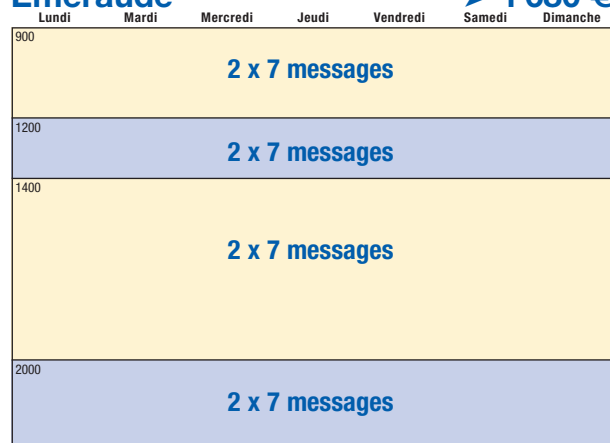 Emeraude
Lundi Mardi Mercredi Jeudi Vendredi Samedi Dimanche
900
2 x 7 messages
1200
2 x 7 messages
1400
2 x 7 messages
2000
2 x 7 messages